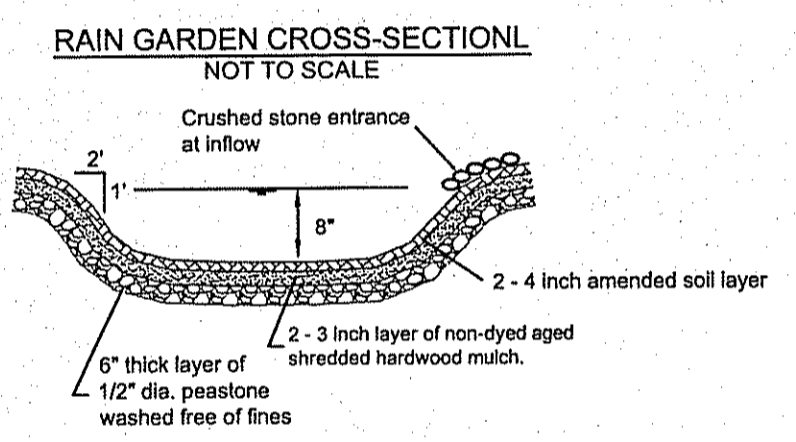 RAIN GARDEN CROSS-SECTIONL
NOT TO SCALE
Crushed stone entrance
at inflow
2'
1'
8"
2 - 4 inch amended soil layer
2 - 3 inch layer of non-dyed aged
shredded hardwood mulch.
6" thick layer of
1/2" dia. peastone
washed free of fines